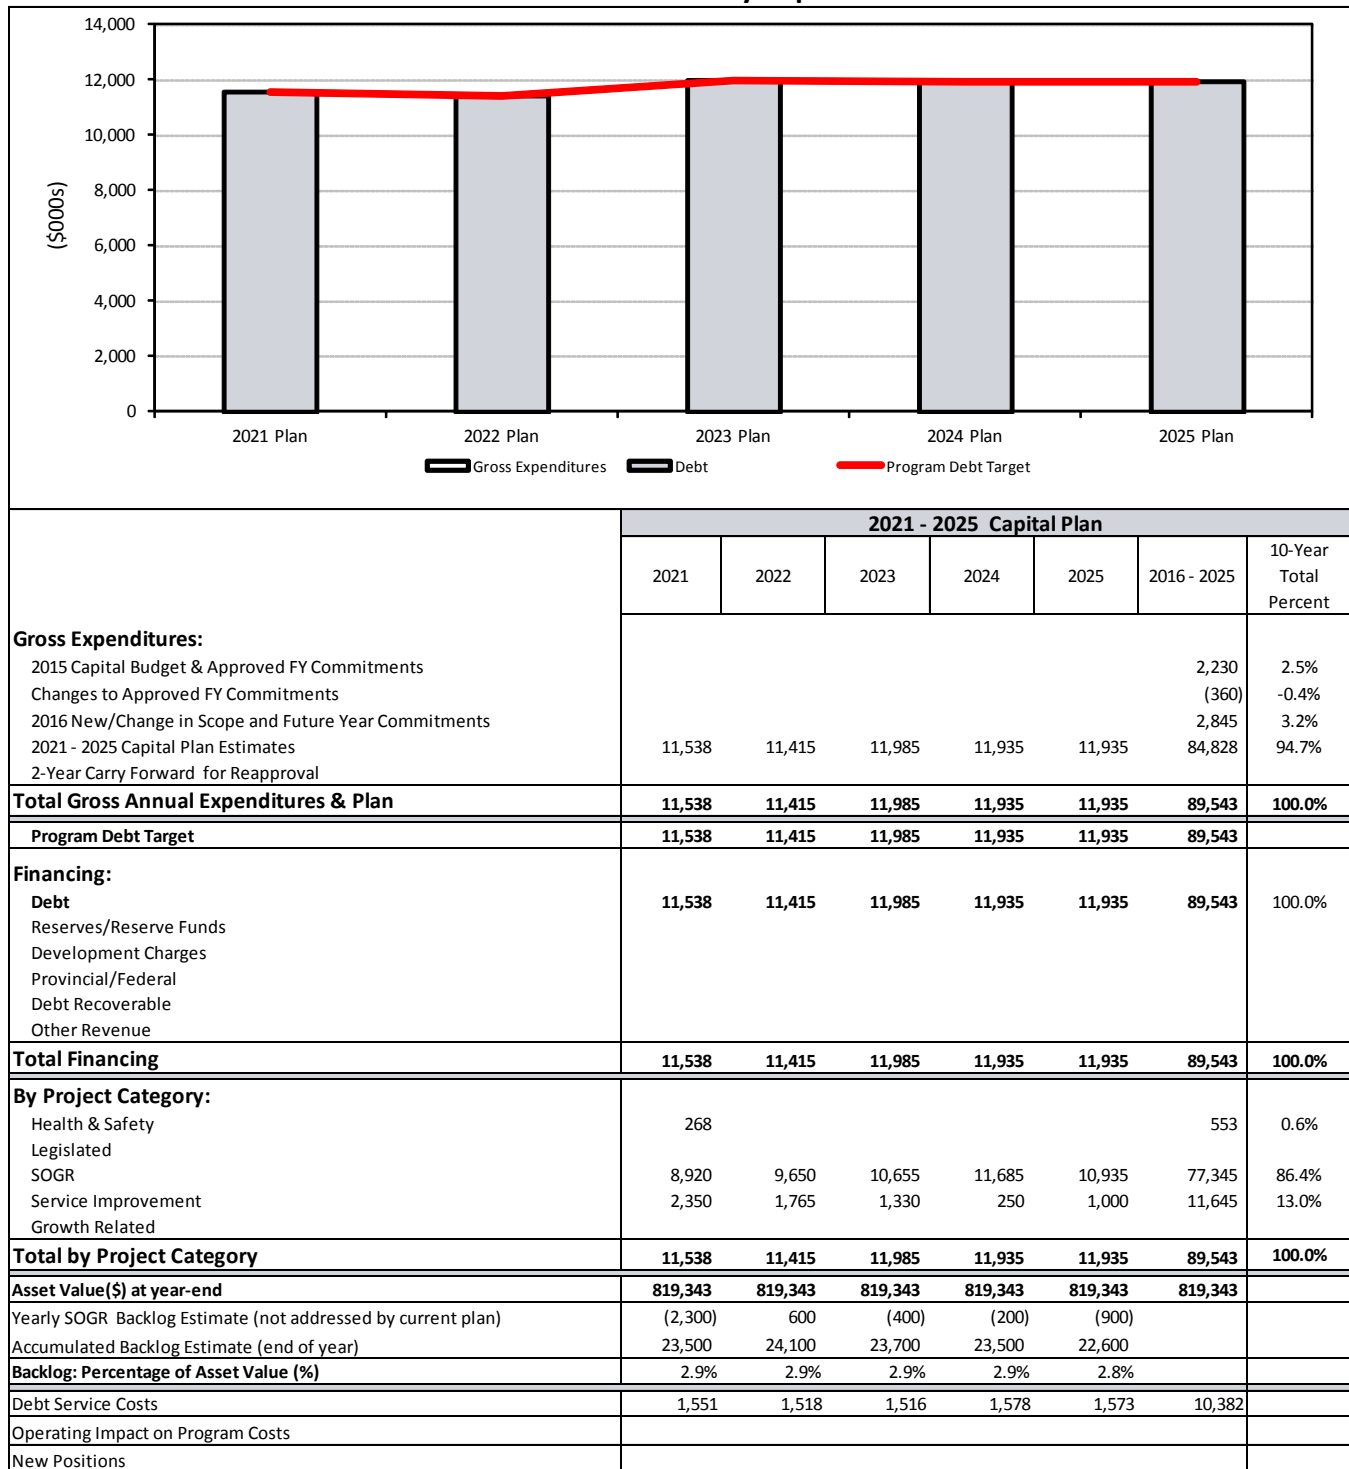 14,000
12,000
10,000
8,000
6,000
4,000
2,000
0
($000s)
2021 Plan 2022 Plan 2023 Plan 2024 Plan 2025 Plan
Gross Expenditures Debt Program Debt Target
2021 - 2025 Capital Plan
2021 2022 2023 2024 2025 2016 - 2025 10-Year Total Percent
Gross Expenditures:
2015 Capital Budget & Approved FY Commitments 2,230 2.5%
Changes to Approved FY Commitments (360) -0.4%
2016 New/Change in Scope and Future Year Commitments 2,845 3.2%
2021 - 2025 Capital Plan Estimates 11,538 11,415 11,985 11,935 11,935 84,828 94.7%
2-Year Carry Forward for Reapproval
Total Gross Annual Expenditures & Plan 11,538 11,415 11,985 11,935 11,935 89,543 100.0%
Program Debt Target 11,538 11,415 11,985 11,935 11,935 89,543
Financing:
Debt 11,538 11,415 11,985 11,935 11,935 89,543 100.0%
Reserves/Reserve Funds
Development Charges
Provincial/Federal
Debt Recoverable
Other Revenue
Total Financing 11,538 11,415 11,985 11,935 11,935 89,543 100.0%
By Project Category:
Health & Safety 268 553 0.6%
Legislated
SOGR 8,920 9,650 10,655 11,685 10,935 77,345 86.4%
Service Improvement 2,350 1,765 1,330 250 1,000 11,645 13.0%
Growth Related
Total by Project Category 11,538 11,415 11,985 11,935 11,935 89,543 100.0%
Asset Value($) at year-end 819,343 819,343 819,343 819,343 819,343 819,343
Yearly SOGR Backlog Estimate (not addressed by current plan) (2,300) 600 (400) (200) (900)
Accumulated Backlog Estimate (end of year) 23,500 24,100 23,700 23,500 22,600
Backlog: Percentage of Asset Value (%) 2.9% 2.9% 2.9% 2.9% 2.8%
Debt Service Costs 1,551 1,518 1,516 1,578 1,573 10,382
Operating Impact on Program Costs
New Positions